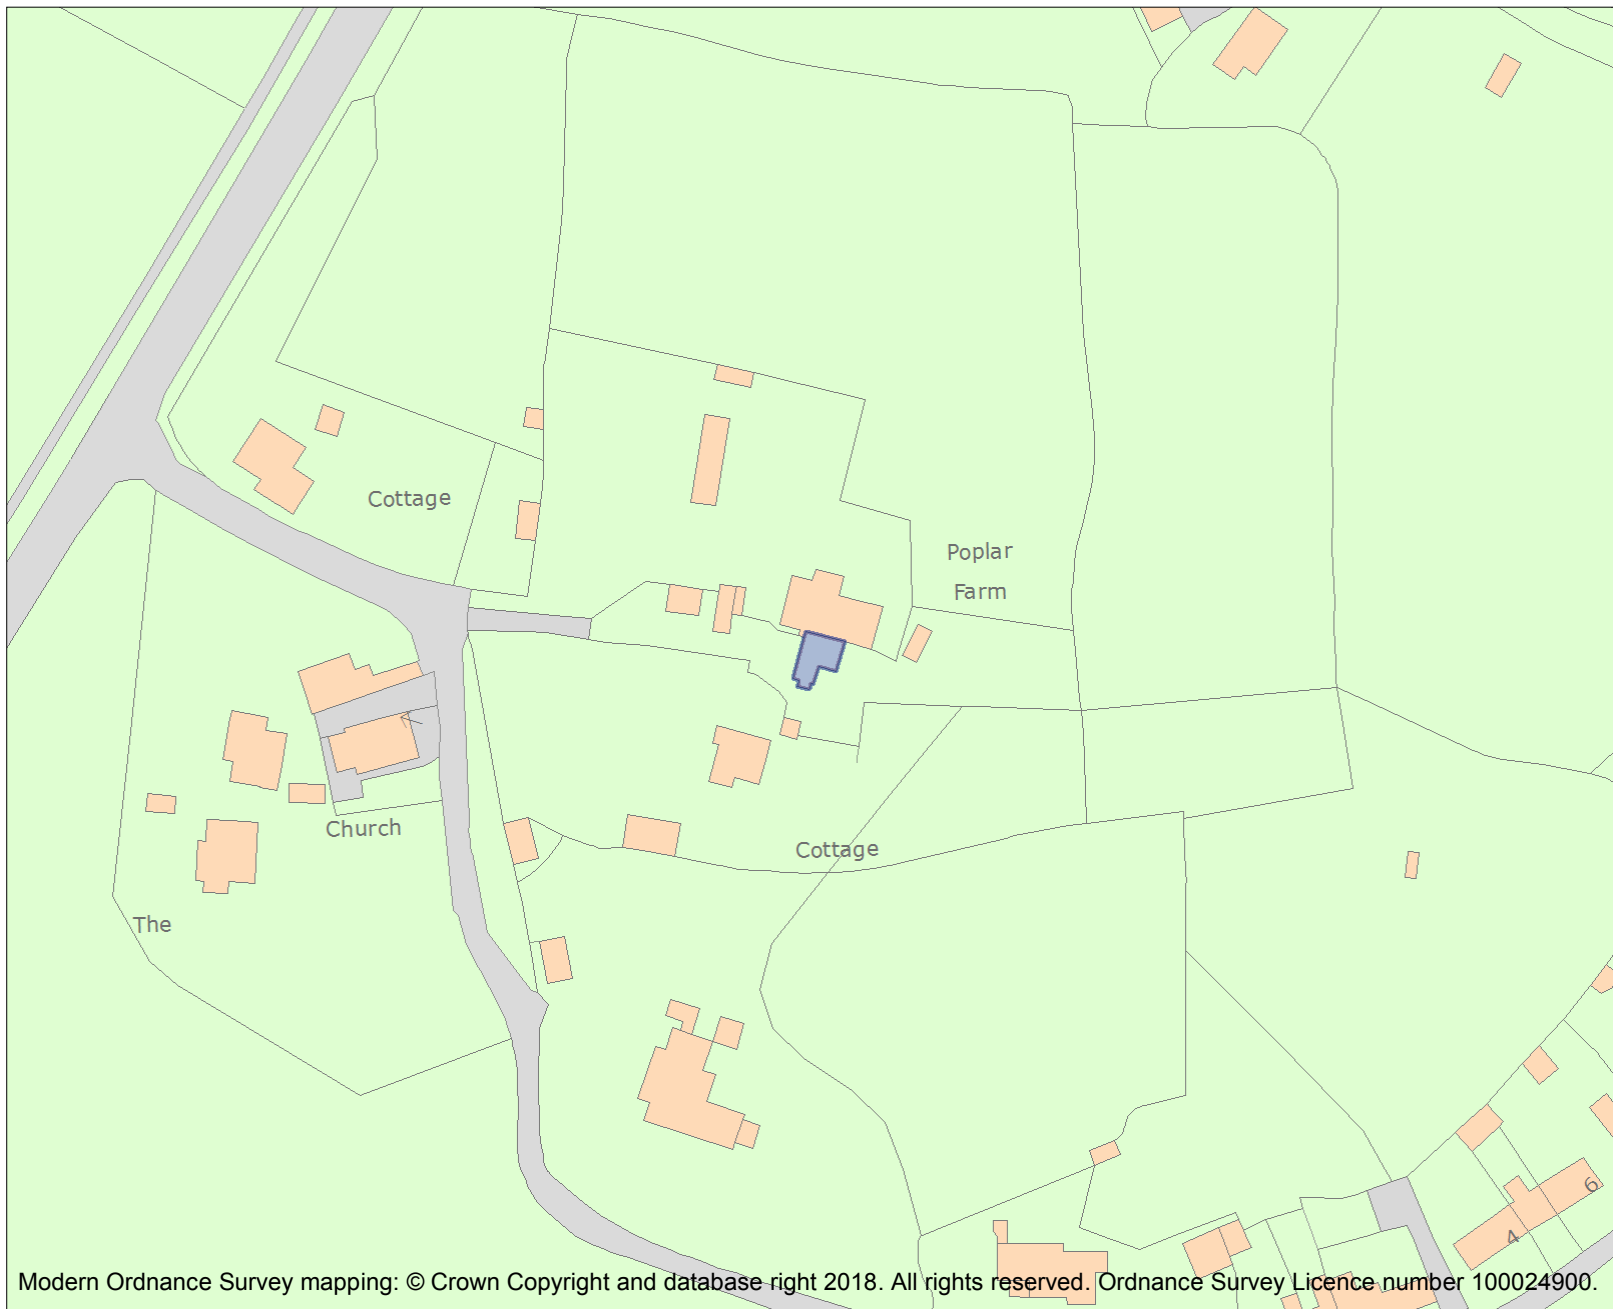 Cottage
Poplar
Farm
Church
Cottage
The
6
4
Modern Ordnance Survey mapping: © Crown Copyright and database right 2018. All rights reserved. Ordnance Survey Licence number 100024900.